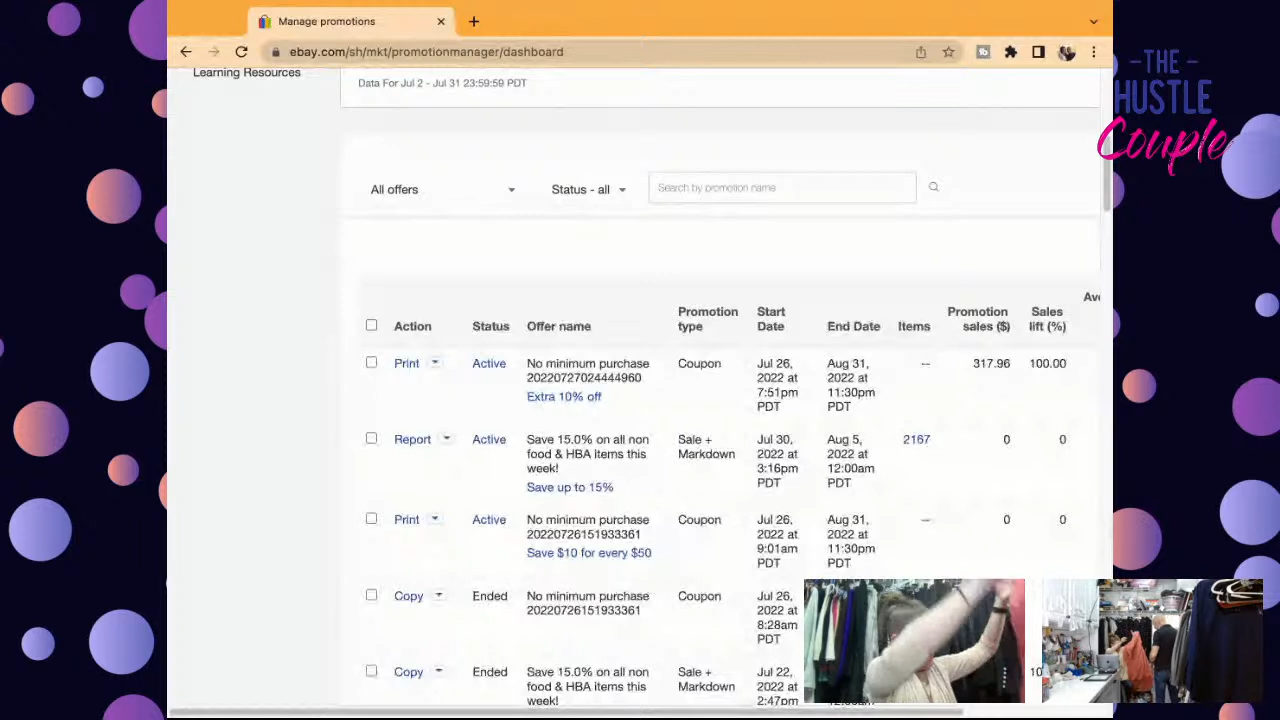 Manage promotions
ebay.com/sh/mkt/promotionmanager/dashboard
-THE-
HUSTLE
Couple
Learning Resources
Data For Jul 2 - Jul 31 23:59:59 PDT
All offers
Status - all
Search by promotion name
Action
Status
Offer name
Promotion
type
Start
Date
End Date
Items
Promotion
sales ($)
Sales
lift (%)
Print
Active
No minimum purchase
20220727024444960
Extra 10% off
Coupon
Jul 26,
2022 at
7:51pm
PDT
Aug 31,
2022 at
11:30pm
PDT
--
317.96
100.00
Report
Active
Save 15.0% on all non
food & HBA items this
week!
Save up to 15%
Sale +
Markdown
Jul 30,
2022 at
3:16pm
PDT
Aug 5,
2022 at
12:00am
PDT
2167
0
0
Print
Active
No minimum purchase
20220726151933361
Save $10 for every $50
Coupon
Jul 26,
2022 at
9:01am
PDT
Aug 31,
2022 at
11:30pm
PDT
--
0
0
Copy
Ended
No minimum purchase
20220726151933361
Coupon
Jul 26,
2022 at
8:28am
PDT
Copy
Ended
Save 15.0% on all non
food & HBA items this
week!
Sale +
Markdown
Jul 22,
2022 at
2:47pm